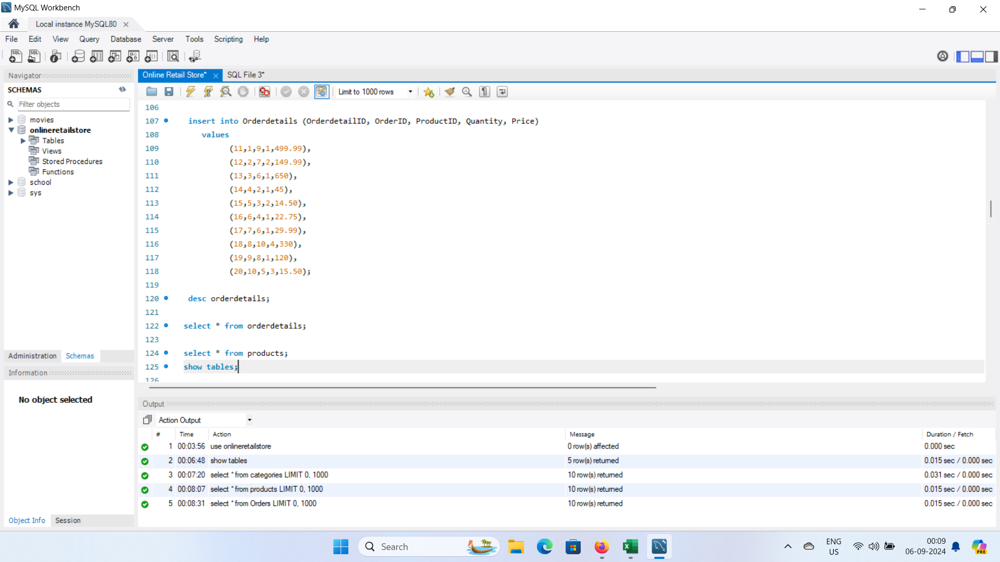 MySQL Workbench
Local instance MySQL80
File Edit View Query Database Server Tools Scripting Help
Navigator
SCHEMAS
Filter objects
movies
onlineretailstore
Tables
Views
Stored Procedures
Functions
school
sys
Administration Schemas
Information
No object selected
Object Info Session
Online Retail Store* SQL File 3*
Limit to 1000 rows
106
107 insert into Orderdetails (OrderdetailID, OrderID, ProductID, Quantity, Price)
108 values
109 (11,1,9,1,499.99),
110 (12,2,7,2,149.99),
111 (13,3,6,1,650),
112 (14,4,2,1,45),
113 (15,5,3,2,14.50),
114 (16,6,4,1,22.75),
115 (17,7,6,1,29.99),
116 (18,8,10,4,330),
117 (19,9,8,1,120),
118 (20,10,5,3,15.50);
119
120 desc orderdetails;
121
122 select * from orderdetails;
123
124 select * from products;
125 show tables;
126
Output
Action Output
# Time Action Message Duration / Fetch
1 00:03:56 use onlineretailstore 0 row(s) affected 0.000 sec
2 00:06:48 show tables 5 row(s) returned 0.015 sec / 0.000 sec
3 00:07:20 select * from categories LIMIT 0, 1000 10 row(s) returned 0.031 sec / 0.000 sec
4 00:08:07 select * from products LIMIT 0, 1000 10 row(s) returned 0.015 sec / 0.000 sec
5 00:08:31 select * from Orders LIMIT 0, 1000 10 row(s) returned 0.015 sec / 0.000 sec
Search
ENG
US
00:09
06-09-2024
PRE